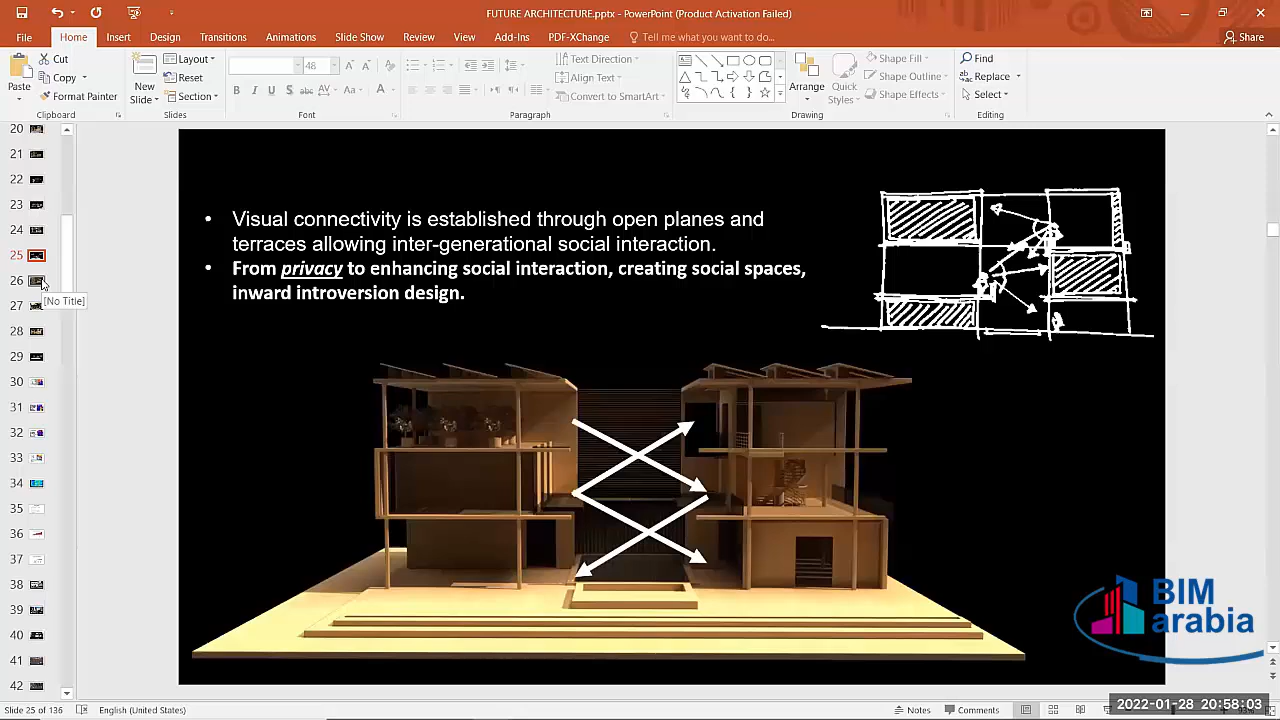 FUTURE ARCHITECTURE.pptx - PowerPoint (Product Activation Failed)
File Home Insert Design Transitions Animations Slide Show Review View Add-Ins PDF-XChange Tell me what you want to do... Share
Paste
Cut
Copy
Format Painter
Clipboard
New Slide
Layout
Reset
Section
Slides
48
B I U S abc AV Aa A
Font
Text Direction
Align Text
Convert to SmartArt
Paragraph
Arrange
Quick Styles
Shape Fill
Shape Outline
Shape Effects
Drawing
Find
Replace
Select
Editing
20
21
22
23
24
25
26
[No Title]
27
28
29
30
31
32
33
34
35
36
37
38
39
40
41
42
• Visual connectivity is established through open planes and
terraces allowing inter-generational social interaction.
• From privacy to enhancing social interaction, creating social spaces,
inward introversion design.
BIM
arabia
Slide 25 of 136 English (United States) Notes Comments
2022-01-28 20:58:03